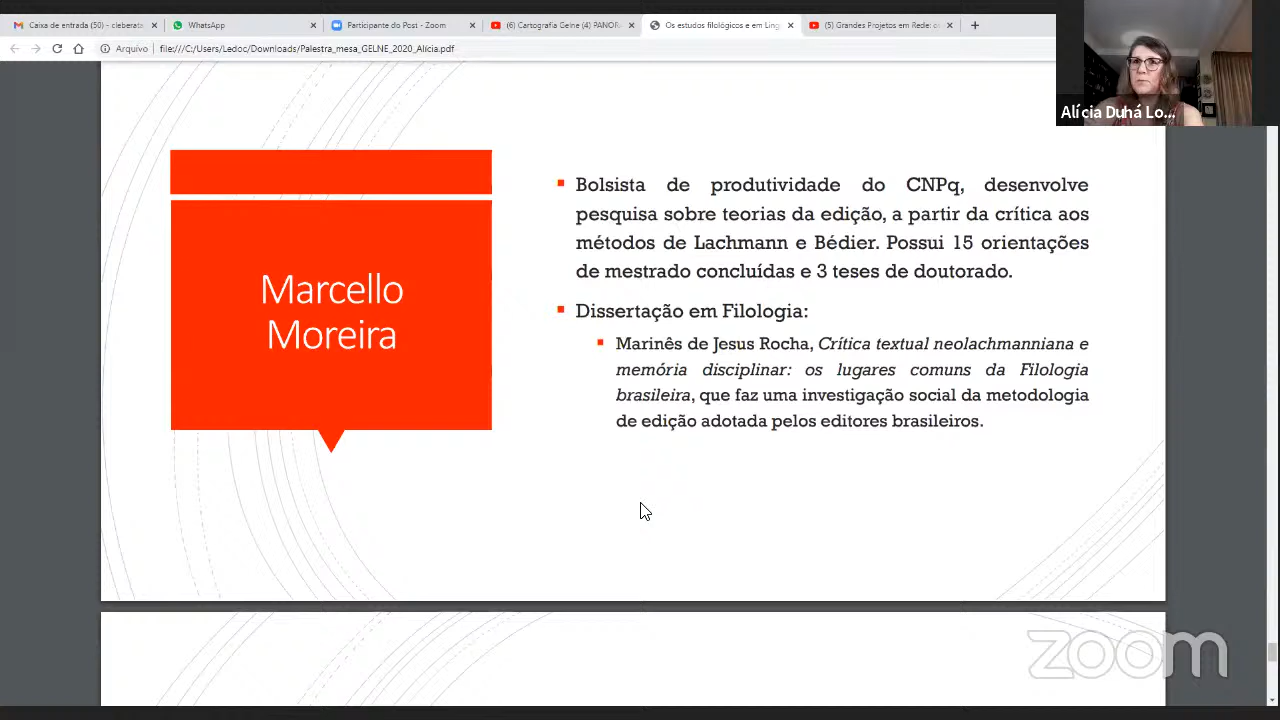 Caixa de entrada (50) - cleberata
WhatsApp
Participante do Post - Zoom
(6) Cartografia Gelne (4) PANOR
Os estudos filológicos e em Ling
(5) Grandes Projetos em Rede: d
Arquivo
file:///C:/Users/Ledoc/Downloads/Palestra_mesa_GELNE_2020_Alícia.pdf
Alícia Duhá Lo...
Marcello
Moreira
Bolsista de produtividade do CNPq, desenvolve
pesquisa sobre teorias da edição, a partir da crítica aos
métodos de Lachmann e Bédier. Possui 15 orientações
de mestrado concluídas e 3 teses de doutorado.
Dissertação em Filologia:
Marinês de Jesus Rocha, Crítica textual neolachmanniana e
memória disciplinar: os lugares comuns da Filologia
brasileira, que faz uma investigação social da metodologia
de edição adotada pelos editores brasileiros.
zoom